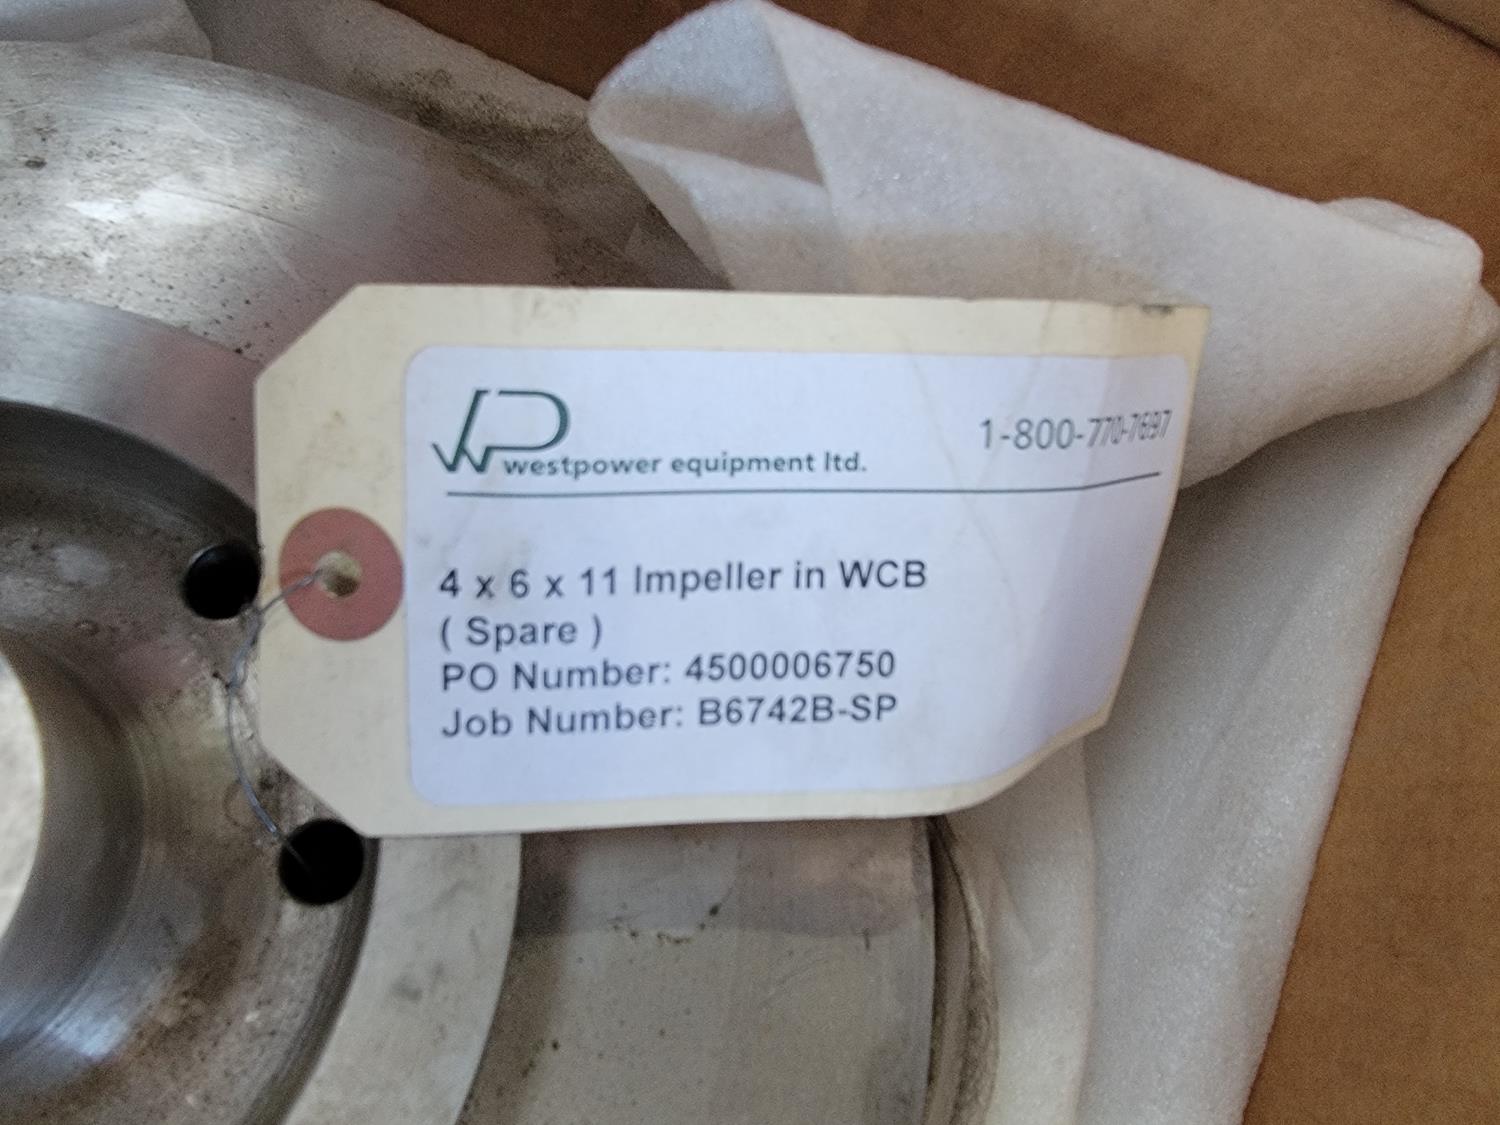 WP
westpower equipment ltd.
1-800-770-7697
4 x 6 x 11 Impeller in WCB
( Spare )
PO Number: 4500006750
Job Number: B6742B-SP